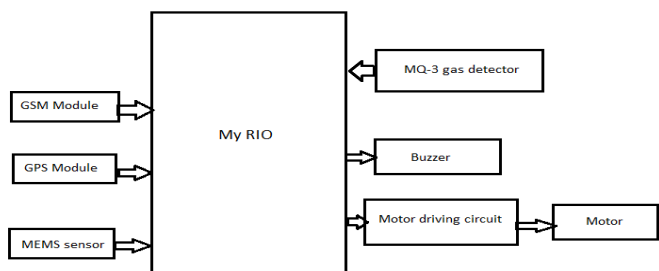 GSM Module
GPS Module
MEMS sensor
My RIO
MQ-3 gas detector
Buzzer
Motor driving circuit
Motor